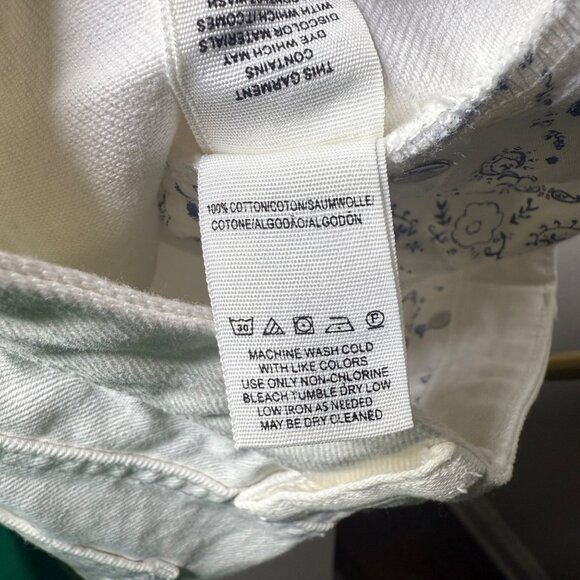 THIS GARMENT
CONTAINS
DYE WHICH MAY
DISCOLOR MATERIALS
WITH WHICH IT COMES
WASH
100% COTTON/COTON/BAUMWOLLE/
COTONE/ALGODÃO/ALGODÓN
30 P
MACHINE WASH COLD
WITH LIKE COLORS
USE ONLY NON-CHLORINE
BLEACH TUMBLE DRY LOW
LOW IRON AS NEEDED
MAY BE DRY CLEANED